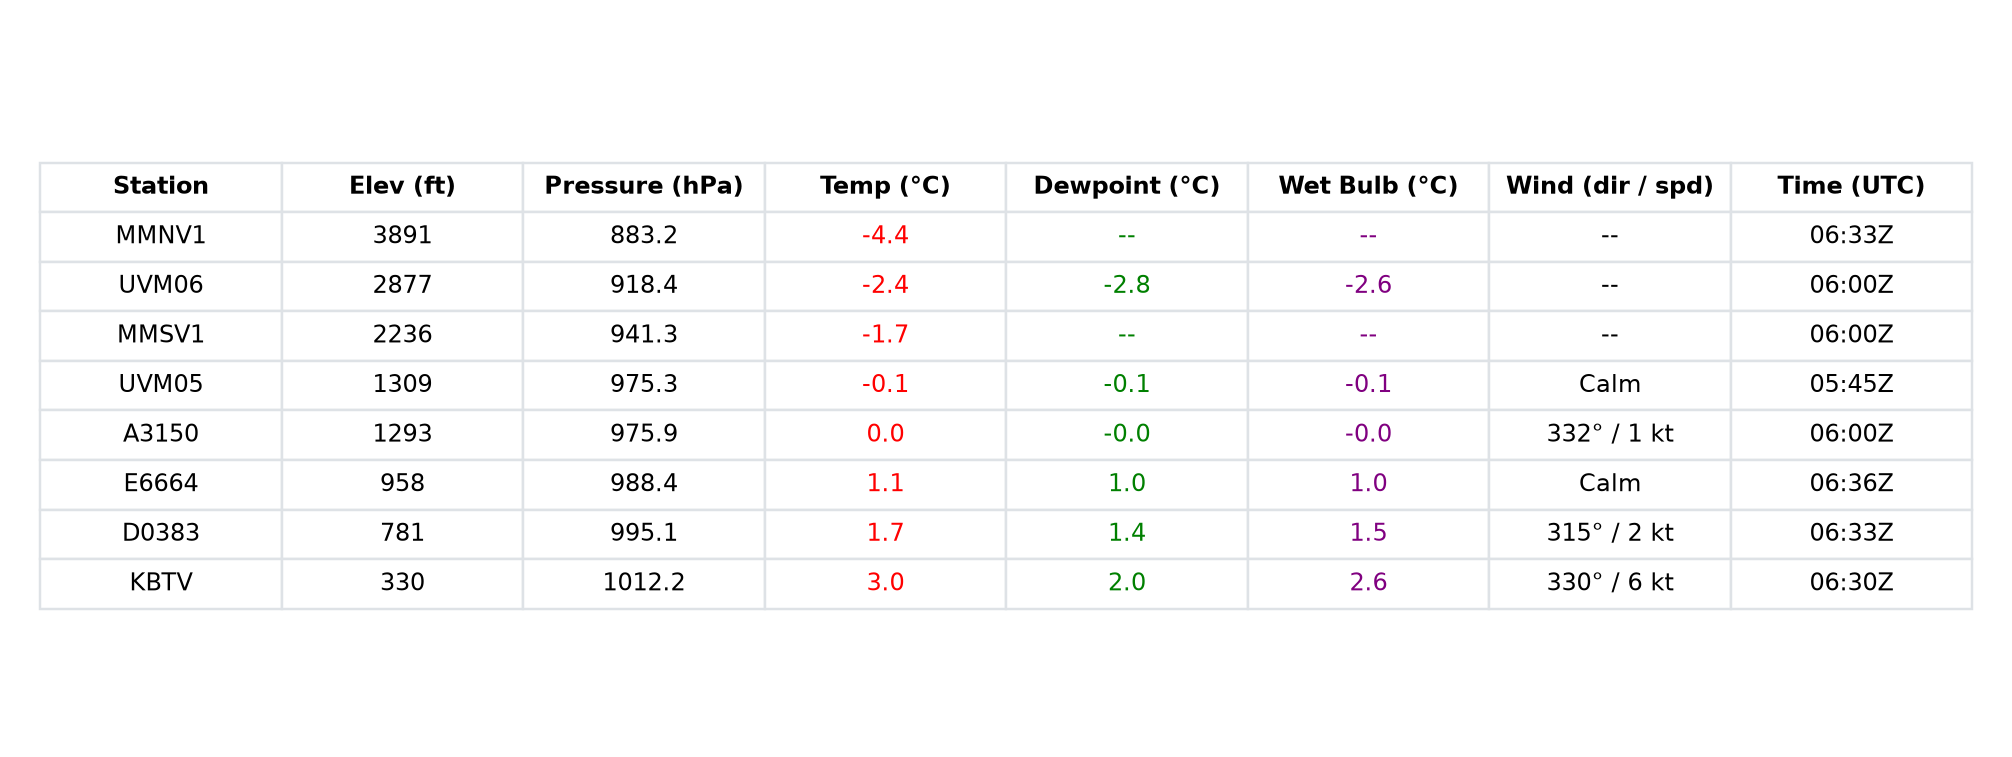 Station Elev (ft) Pressure (hPa) Temp (°C) Dewpoint (°C) Wet Bulb (°C) Wind (dir / spd) Time (UTC)
MMNV1 3891 883.2 -4.4 -- -- -- 06:33Z
UVM06 2877 918.4 -2.4 -2.8 -2.6 -- 06:00Z
MMSV1 2236 941.3 -1.7 -- -- -- 06:00Z
UVM05 1309 975.3 -0.1 -0.1 -0.1 Calm 05:45Z
A3150 1293 975.9 0.0 -0.0 -0.0 332° / 1 kt 06:00Z
E6664 958 988.4 1.1 1.0 1.0 Calm 06:36Z
D0383 781 995.1 1.7 1.4 1.5 315° / 2 kt 06:33Z
KBTV 330 1012.2 3.0 2.0 2.6 330° / 6 kt 06:30Z